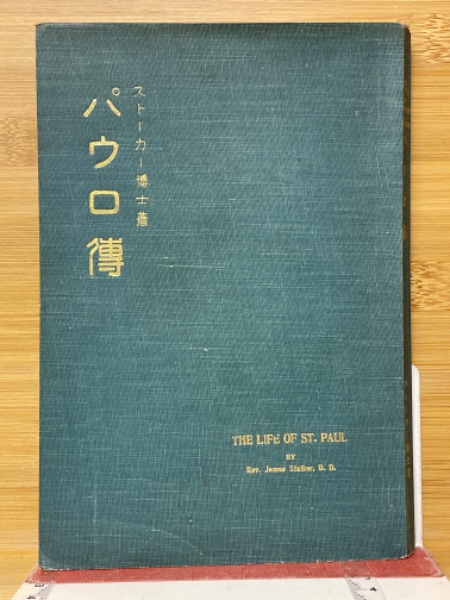 ストーカー博士著
パウロ傳
THE LIFE OF ST. PAUL
BY
Rev. James Stalker, D. D.